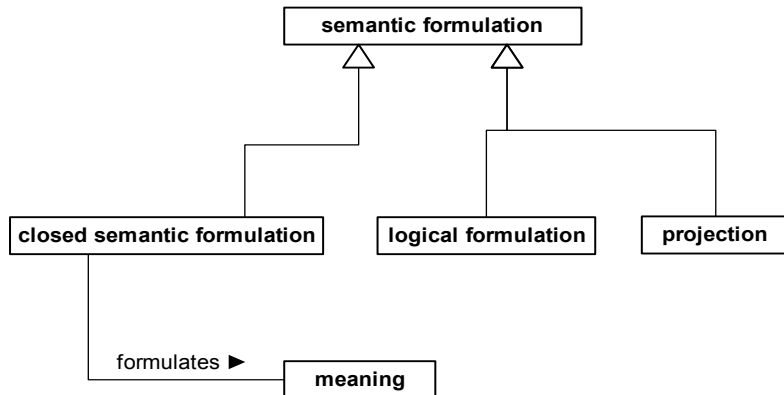 semantic formulation
closed semantic formulation
logical formulation
projection
formulates ►
meaning